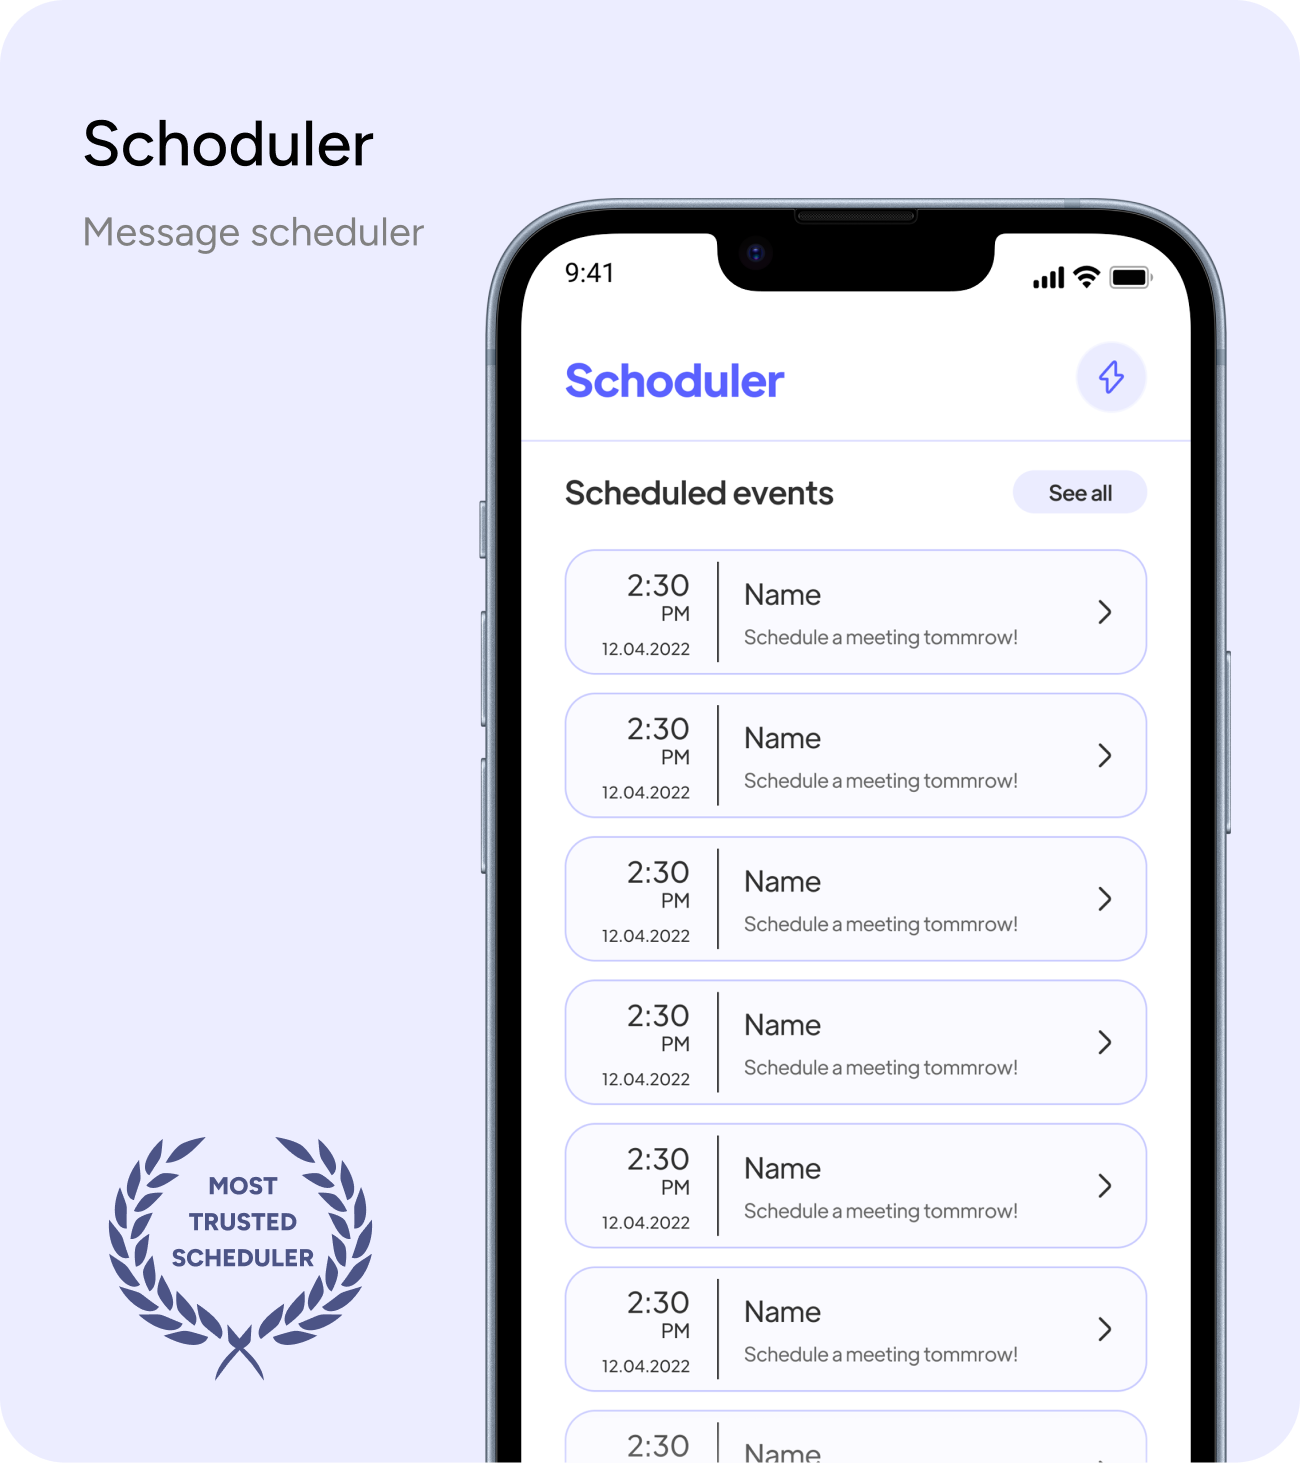 Schoduler
Message scheduler
9:41
Schoduler
Scheduled events
See all
2:30
PM
12.04.2022
Name
Schedule a meeting tommrow!
2:30
PM
12.04.2022
Name
Schedule a meeting tommrow!
2:30
PM
12.04.2022
Name
Schedule a meeting tommrow!
2:30
PM
12.04.2022
Name
Schedule a meeting tommrow!
2:30
PM
12.04.2022
Name
Schedule a meeting tommrow!
2:30
PM
12.04.2022
Name
Schedule a meeting tommrow!
2:30
Name
MOST
TRUSTED
SCHEDULER